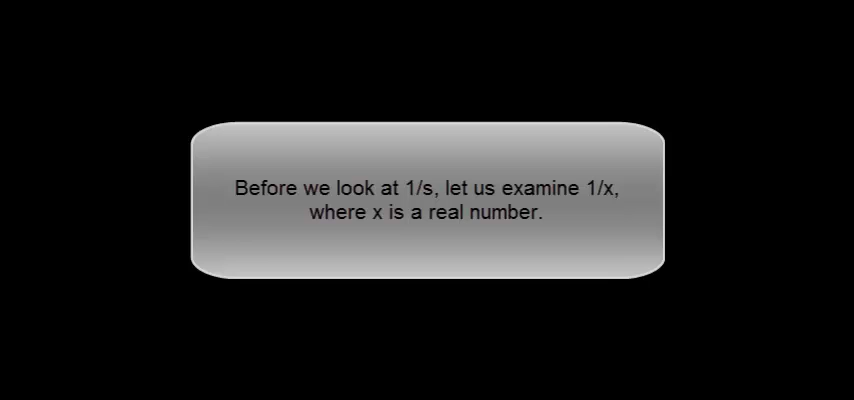 Before we look at 1/s, let us examine 1/x,
where x is a real number.